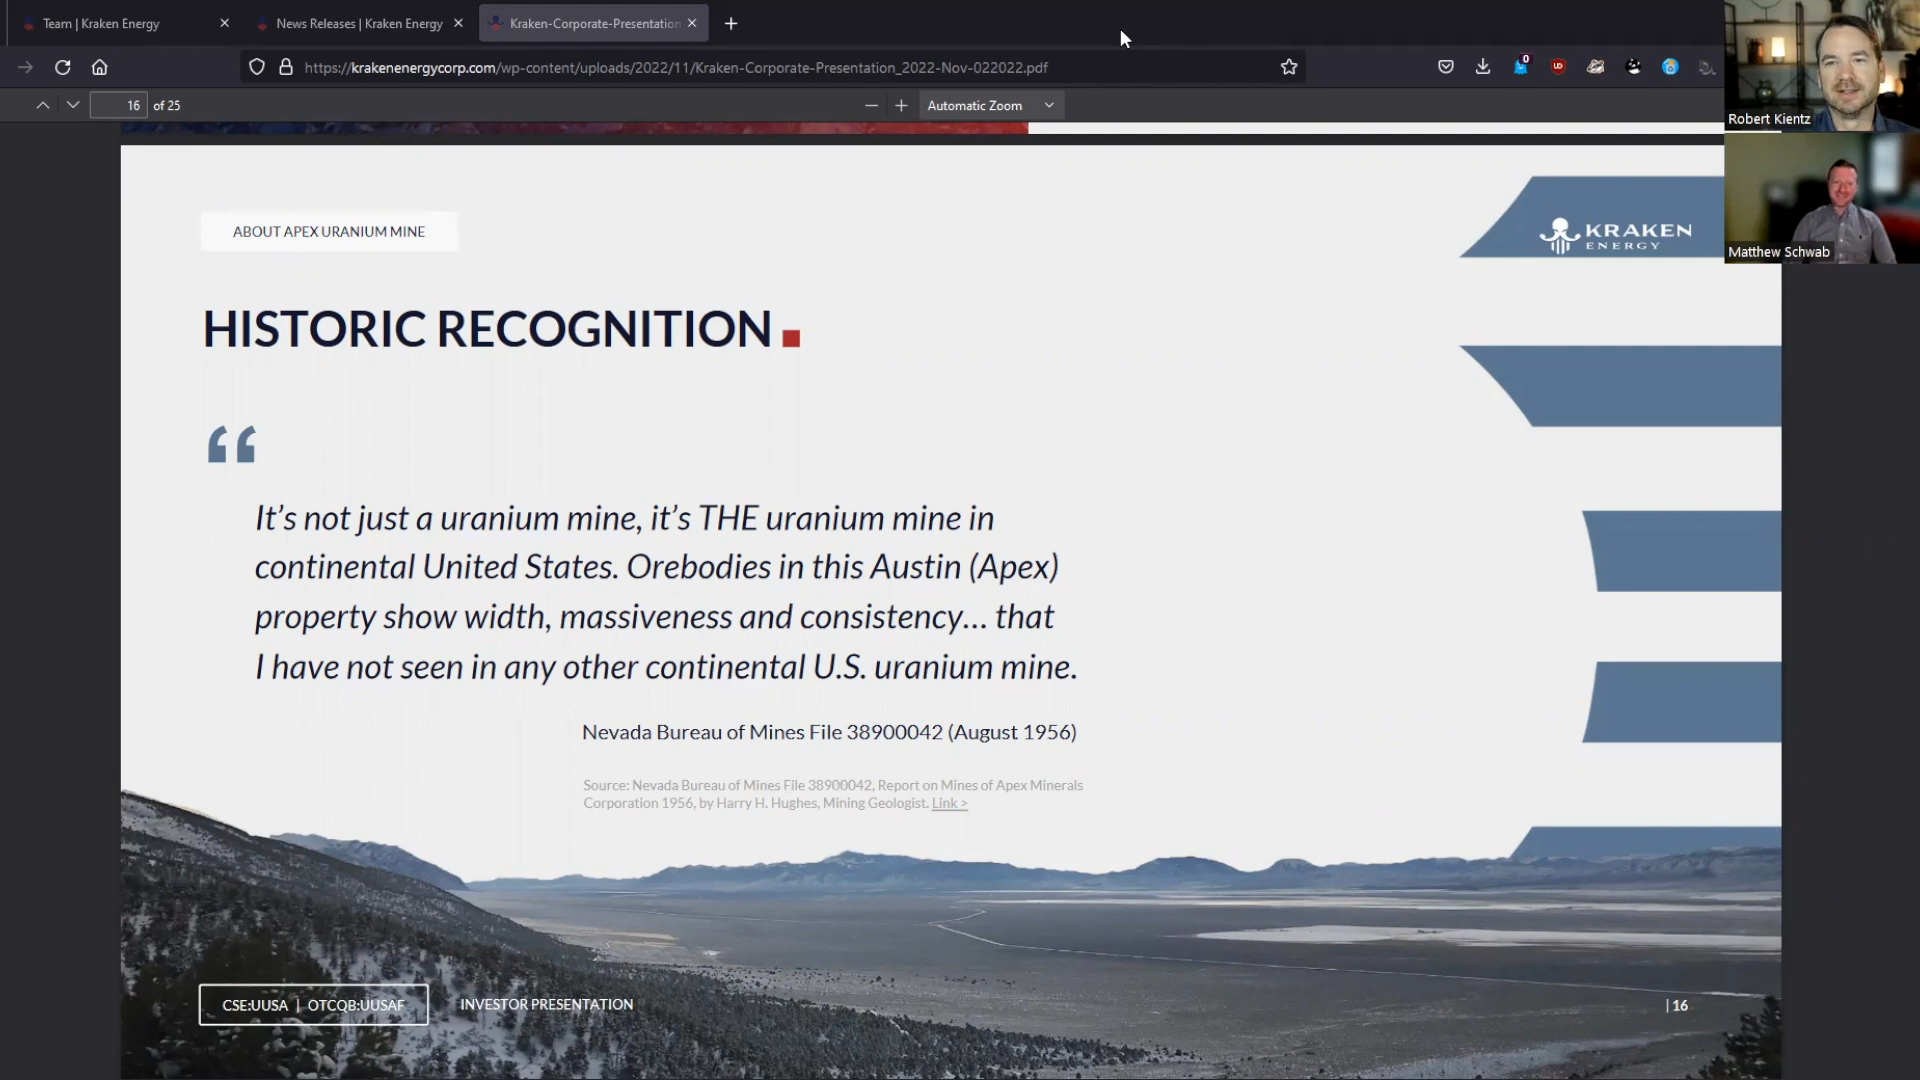 Team | Kraken Energy
News Releases | Kraken Energy
Kraken-Corporate-Presentation
https://krakenenergycorp.com/wp-content/uploads/2022/11/Kraken-Corporate-Presentation_2022-Nov-022022.pdf
0
16 of 25
Automatic Zoom
Robert Kientz
Matthew Schwab
ABOUT APEX URANIUM MINE
KRAKEN
ENERGY
HISTORIC RECOGNITION
“
It’s not just a uranium mine, it’s THE uranium mine in
continental United States. Orebodies in this Austin (Apex)
property show width, massiveness and consistency… that
I have not seen in any other continental U.S. uranium mine.
Nevada Bureau of Mines File 38900042 (August 1956)
Source: Nevada Bureau of Mines File 38900042, Report on Mines of Apex Minerals
Corporation 1956, by Harry H. Hughes, Mining Geologist. Link >
CSE:UUSA | OTCQB:UUSAF
INVESTOR PRESENTATION
| 16